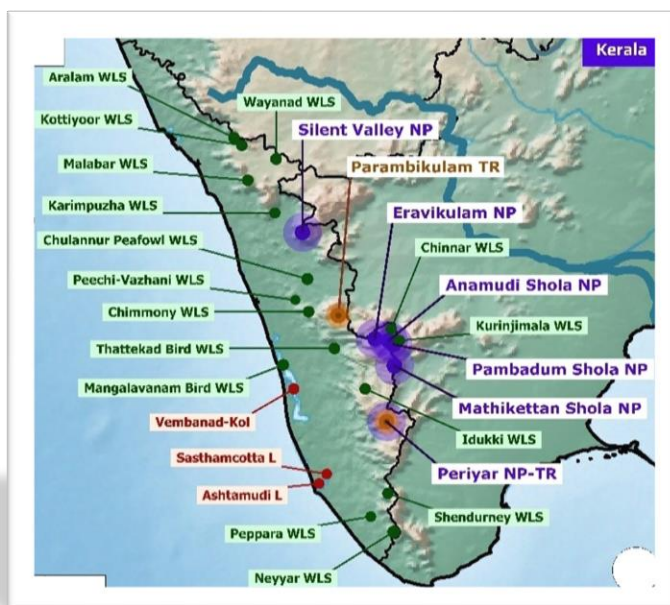 Kerala
Aralam WLS
Wayanad WLS
Kottiyoor WLS
Silent Valley NP
Malabar WLS
Parambikulam TR
Karimpuzha WLS
Eravikulam NP
Chulannur Peafowl WLS
Chinnar WLS
Peechi-Vazhani WLS
Anamudi Shola NP
Chimmony WLS
Kurinjimala WLS
Thattekad Bird WLS
Pambadum Shola NP
Mangalavanam Bird WLS
Mathikettan Shola NP
Vembanad-Kol
Idukki WLS
Sasthamcotta L
Periyar NP-TR
Ashtamudi L
Shendurney WLS
Peppara WLS
Neyyar WLS